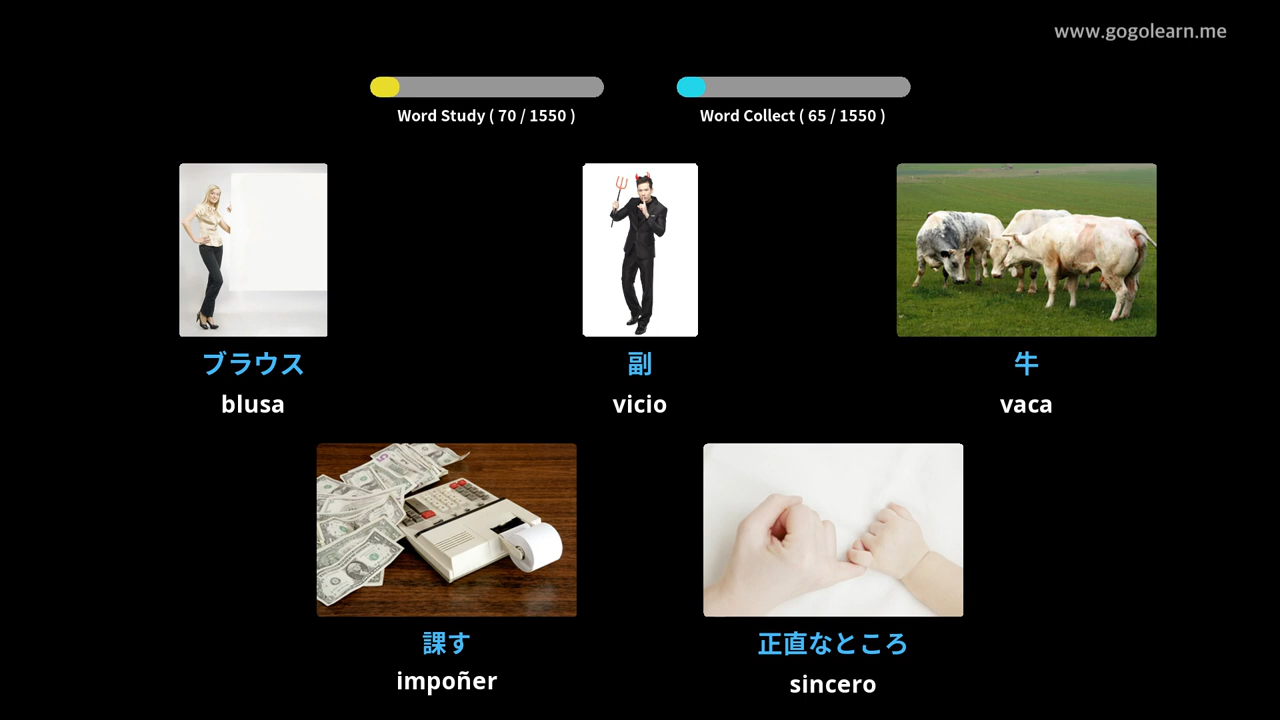 www.gogolearn.me
Word Study ( 70 / 1550 )
Word Collect ( 65 / 1550 )
ブラウス
blusa
副
vicio
牛
vaca
課す
impoñer
正直なところ
sincero